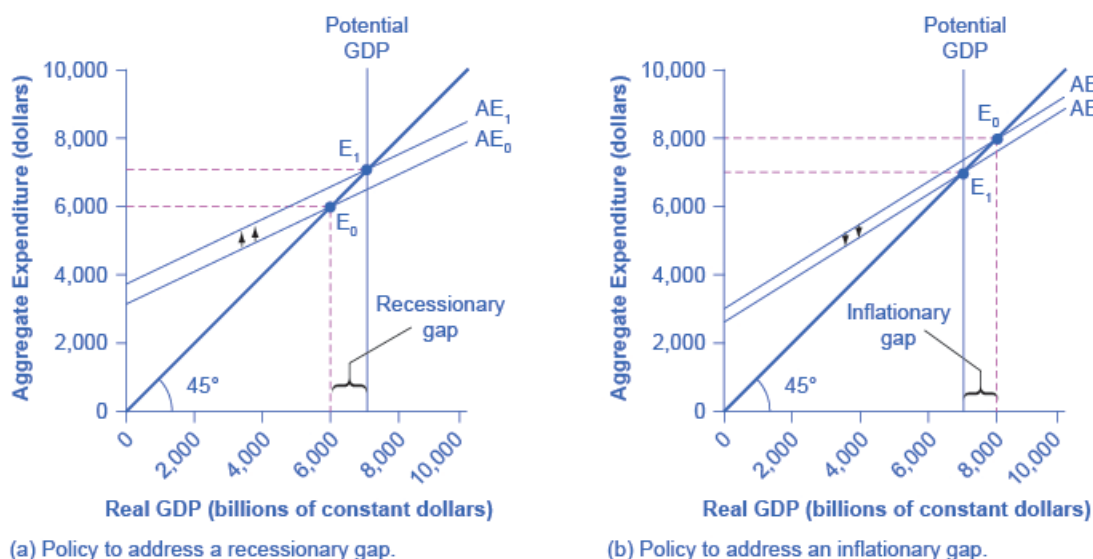 Potential
GDP
Aggregate Expenditure (dollars)
10,000
8,000
6,000
4,000
2,000
0
AE₁
AE₀
E₁
E₀
Recessionary
gap
45°
0
2,000
4,000
6,000
8,000
10,000
Real GDP (billions of constant dollars)
(a) Policy to address a recessionary gap.
Potential
GDP
Aggregate Expenditure (dollars)
10,000
8,000
6,000
4,000
2,000
0
AE
AE
E₀
E₁
Inflationary
gap
45°
0
2,000
4,000
6,000
8,000
10,000
Real GDP (billions of constant dollars)
(b) Policy to address an inflationary gap.